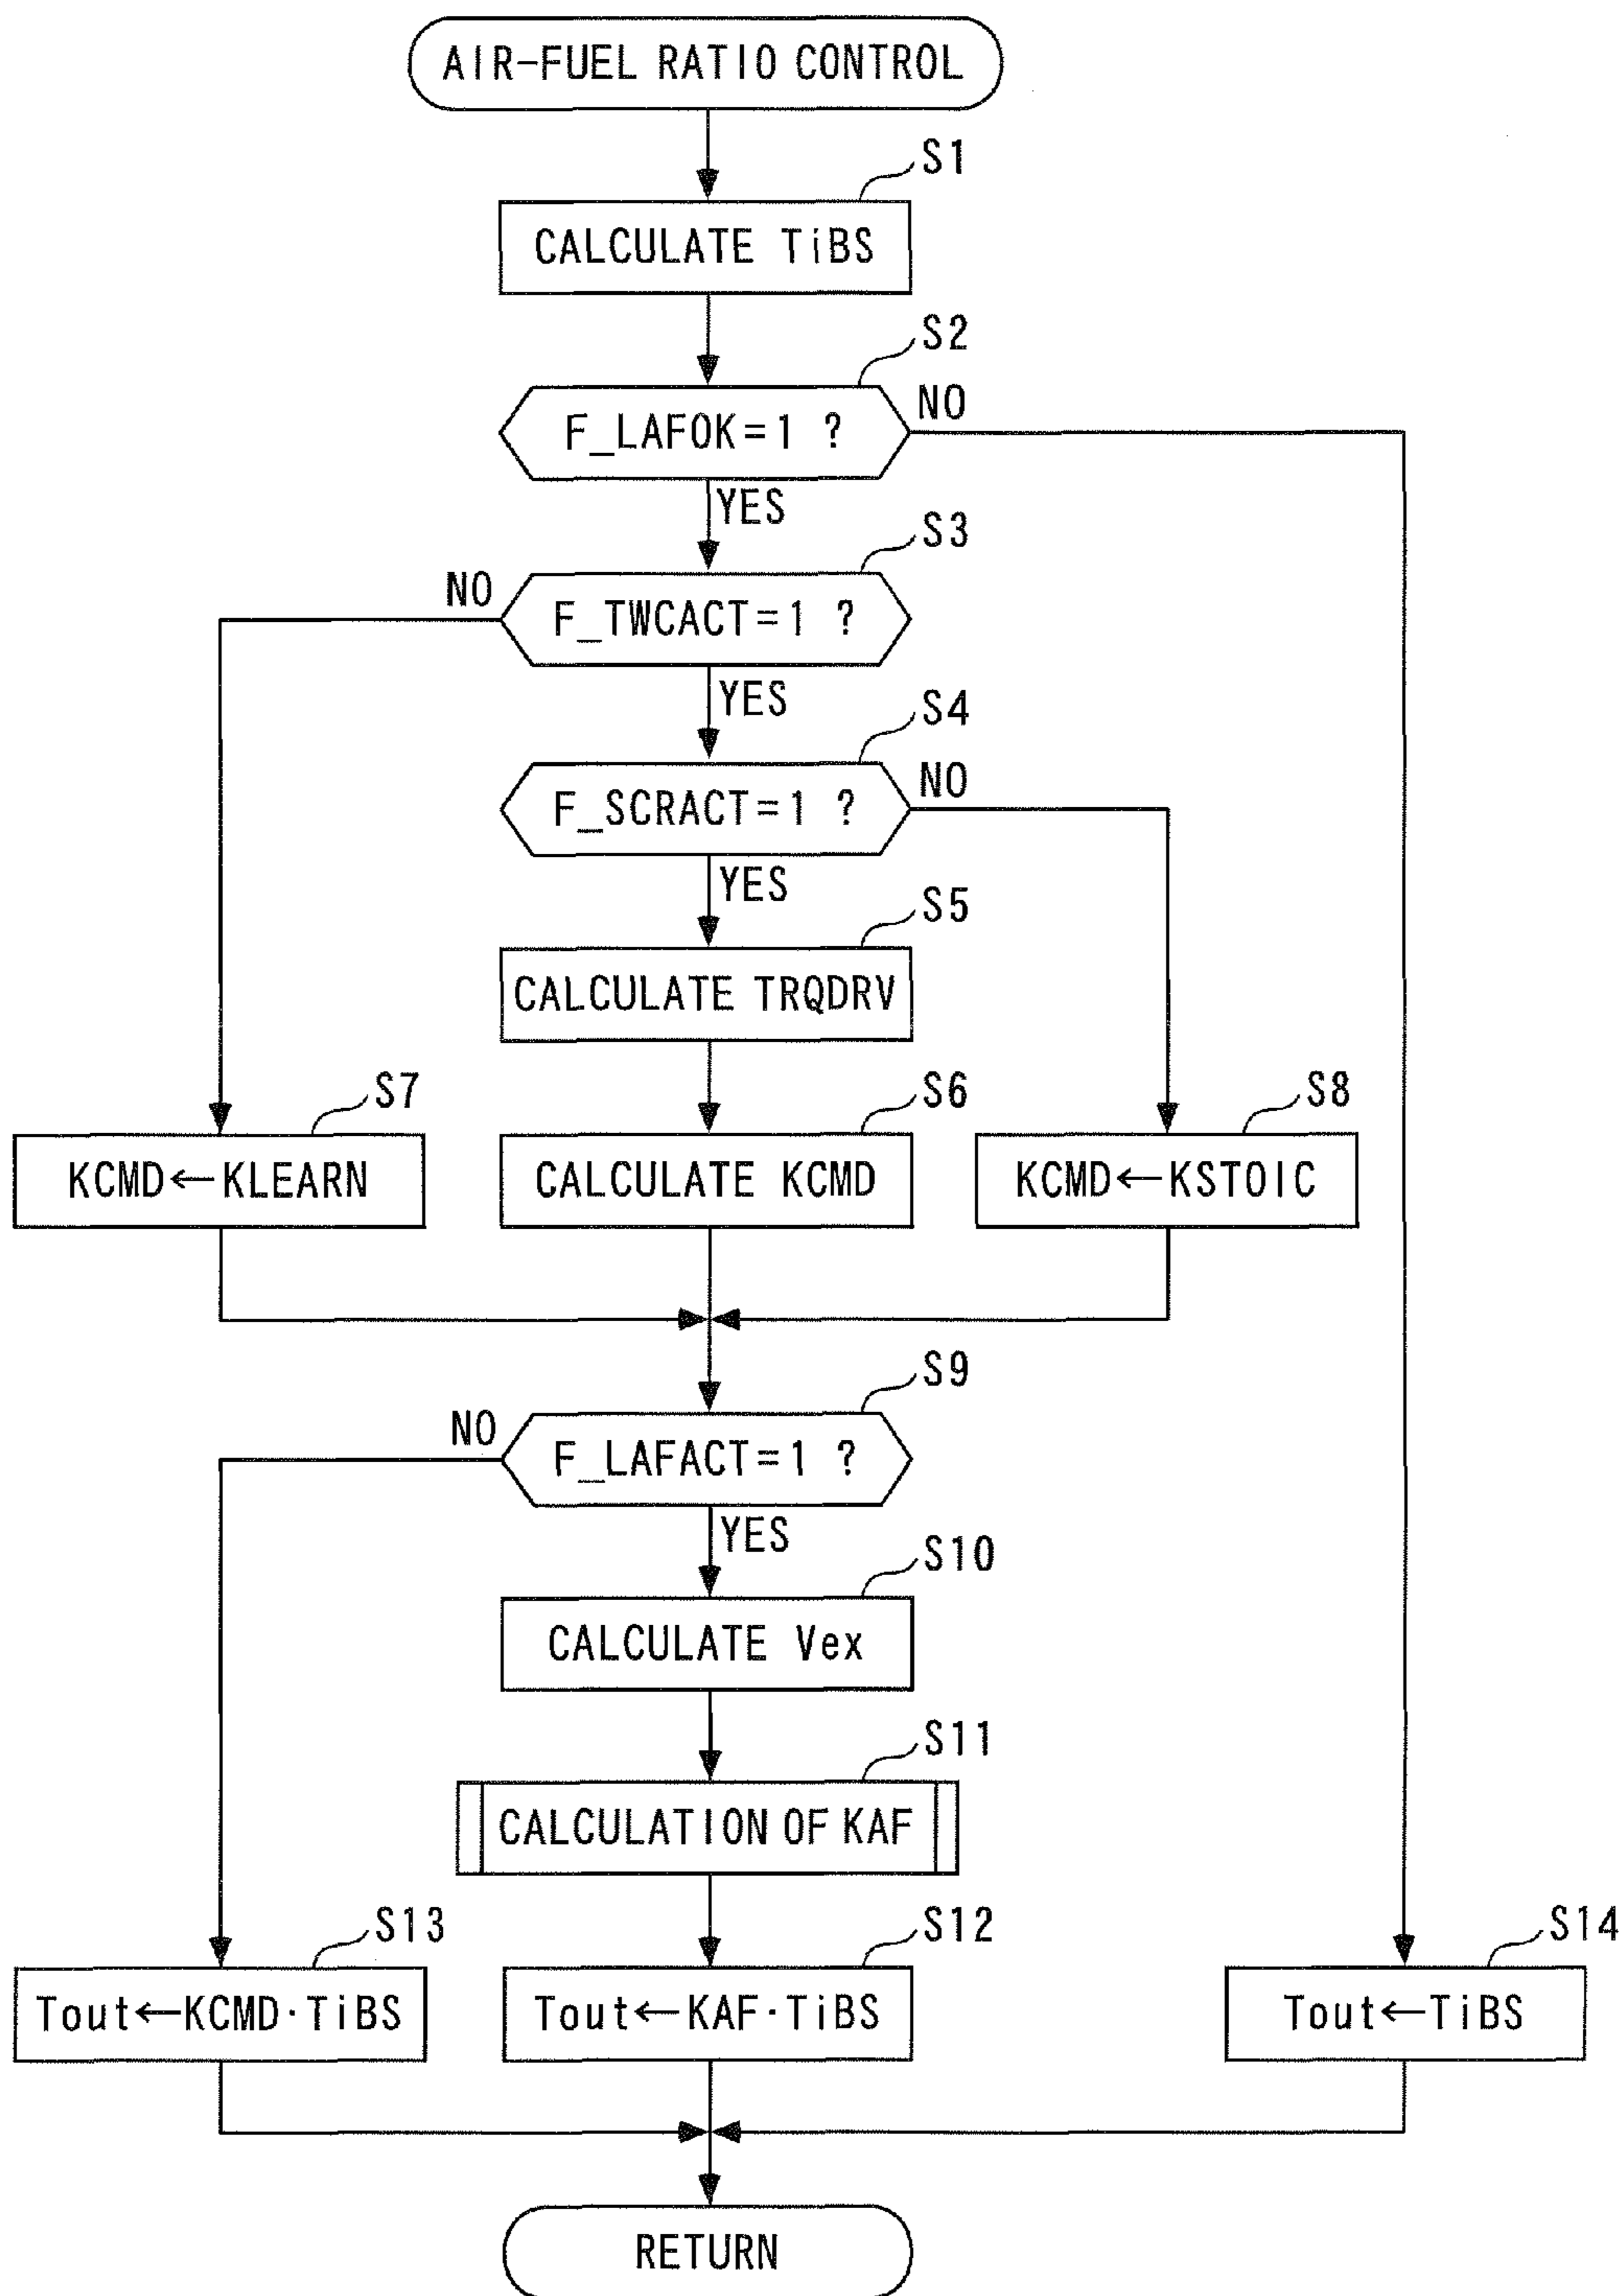 AIR-FUEL RATIO CONTROL
S1
CALCULATE TiBS
S2
F_LAFOK=1 ?
NO
YES
S3
NO
F_TWCACT=1 ?
YES
S4
F_SCRACT=1 ?
NO
YES
S5
CALCULATE TRQDRV
S7
S6
S8
KCMD←KLEARN
CALCULATE KCMD
KCMD←KSTOIC
S9
NO
F_LAFACT=1 ?
YES
S10
CALCULATE Vex
S11
CALCULATION OF KAF
S13
S12
S14
Tout←KCMD·TiBS
Tout←KAF·TiBS
Tout←TiBS
RETURN